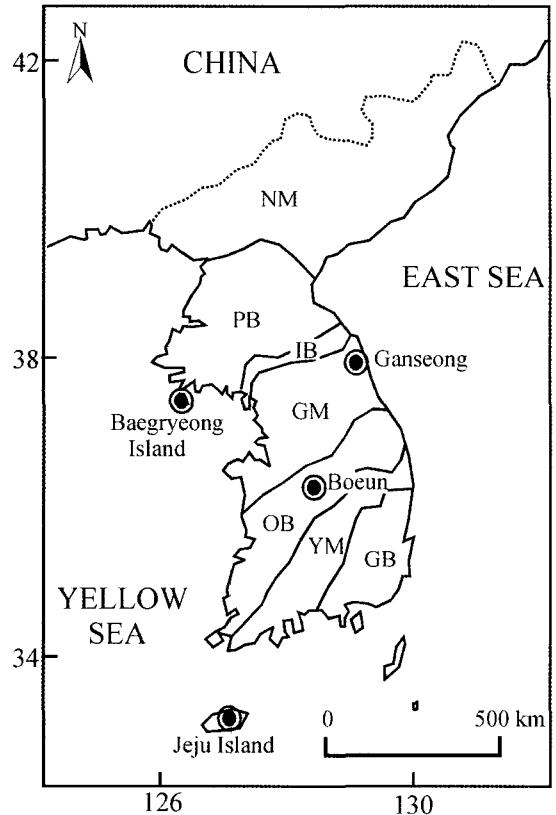 N
42
CHINA
NM
EAST SEA
PB
IB
38
Ganseong
GM
Baegryeong
Island
Boeun
OB
YM
GB
YELLOW
SEA
34
0
500 km
Jeju Island
126
130